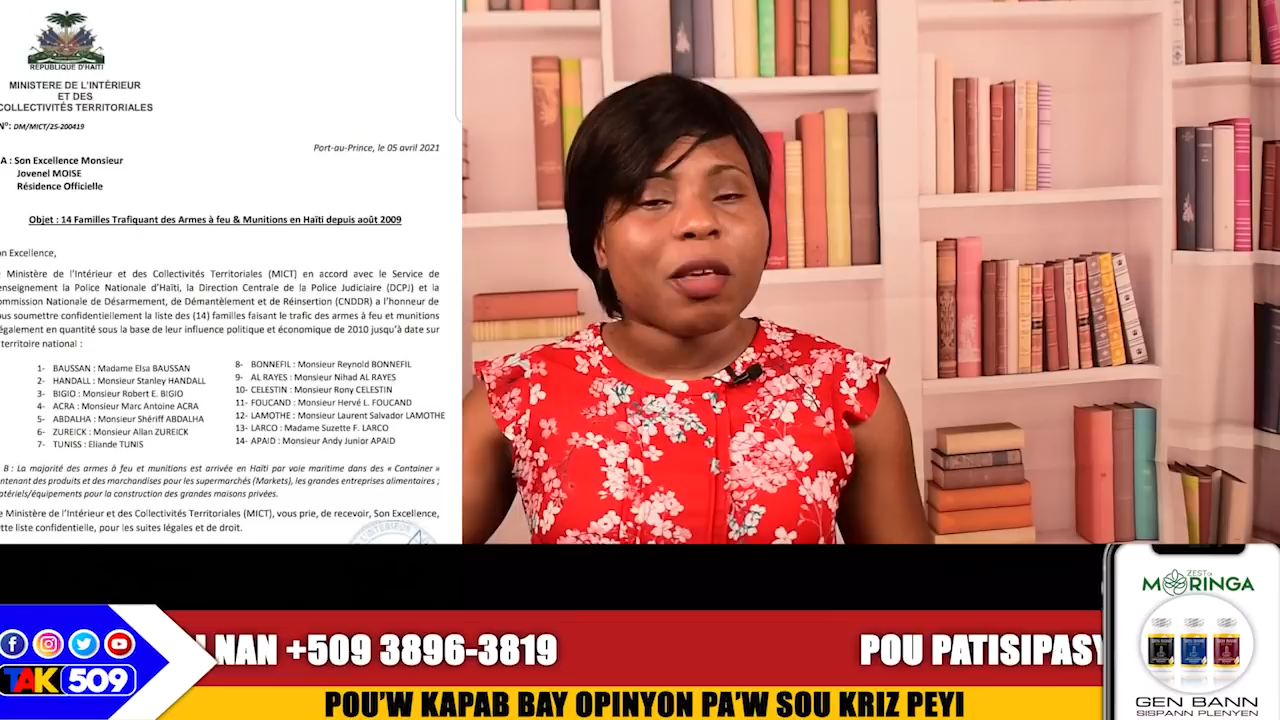 RÉPUBLIQUE D'HAÏTI
MINISTERE DE L'INTÉRIEUR
ET DES
COLLECTIVITÉS TERRITORIALES
N°: DM/MICT/25-200419
Port-au-Prince, le 05 avril 2021
A : Son Excellence Monsieur
Jovenel MOISE
Résidence Officielle
Objet : 14 Familles Trafiquant des Armes à feu & Munitions en Haïti depuis août 2009
on Excellence,
e Ministère de l'Intérieur et des Collectivités Territoriales (MICT) en accord avec le Service de
enseignement la Police Nationale d'Haïti, la Direction Centrale de la Police Judiciaire (DCPJ) et la
ommission Nationale de Désarmement, de Démantèlement et de Réinsertion (CNDDR) a l'honneur de
ous soumettre confidentiellement la liste des (14) familles faisant le trafic des armes à feu et munitions
également en quantité sous la base de leur influence politique et économique de 2010 jusqu'à date sur
territoire national :
1- BAUSSAN : Madame Elsa BAUSSAN
2- HANDALL : Monsieur Stanley HANDALL
3- BIGIO : Monsieur Robert E. BIGIO
4- ACRA : Monsieur Marc Antoine ACRA
5- ABDALHA : Monsieur Shériff ABDALHA
6- ZUREICK : Monsieur Allan ZUREICK
7- TUNISS : Eliande TUNIS
8- BONNEFIL : Monsieur Reynold BONNEFIL
9- AL RAYES : Monsieur Nihad AL RAYES
10- CELESTIN : Monsieur Rony CELESTIN
11- FOUCAND : Monsieur Hervé L. FOUCAND
12- LAMOTHE : Monsieur Laurent Salvador LAMOTHE
13- LARCO : Madame Suzette F. LARCO
14- APAID : Monsieur Andy Junior APAID
B : La majorité des armes à feu et munitions est arrivée en Haïti par voie maritime dans des « Container »
ntenant des produits et des marchandises pour les supermarchés (Markets), les grandes entreprises alimentaires ;
atériels/équipements pour la construction des grandes maisons privées.
e Ministère de l'Intérieur et des Collectivités Territoriales (MICT), vous prie, de recevoir, Son Excellence,
ette liste confidentielle, pour les suites légales et de droit.
NAN +509 3896-3819
POU PATISIPASY
TAK 509
POU'W KAPAB BAY OPINYON PA'W SOU KRIZ PEYI
ZEST OF
MORINGA
GEN BANN
SISPANN PLENYEN